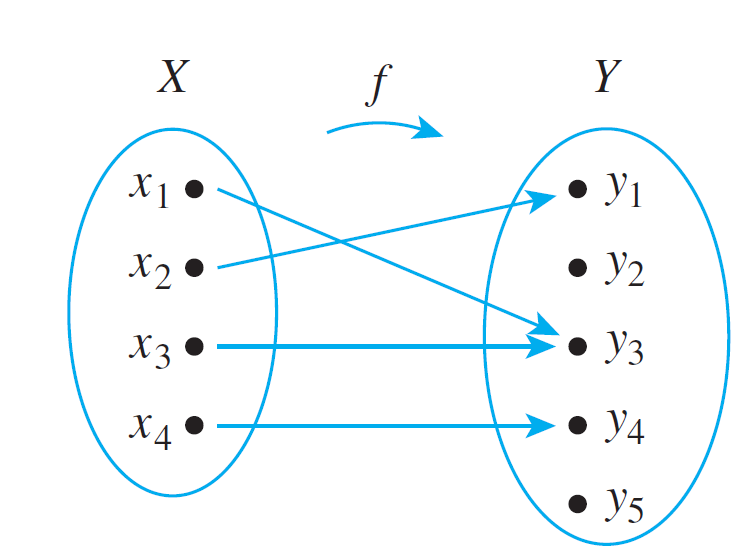 X f Y
x₁ y₁
x₂ y₂
x₃ y₃
x₄ y₄
y₅